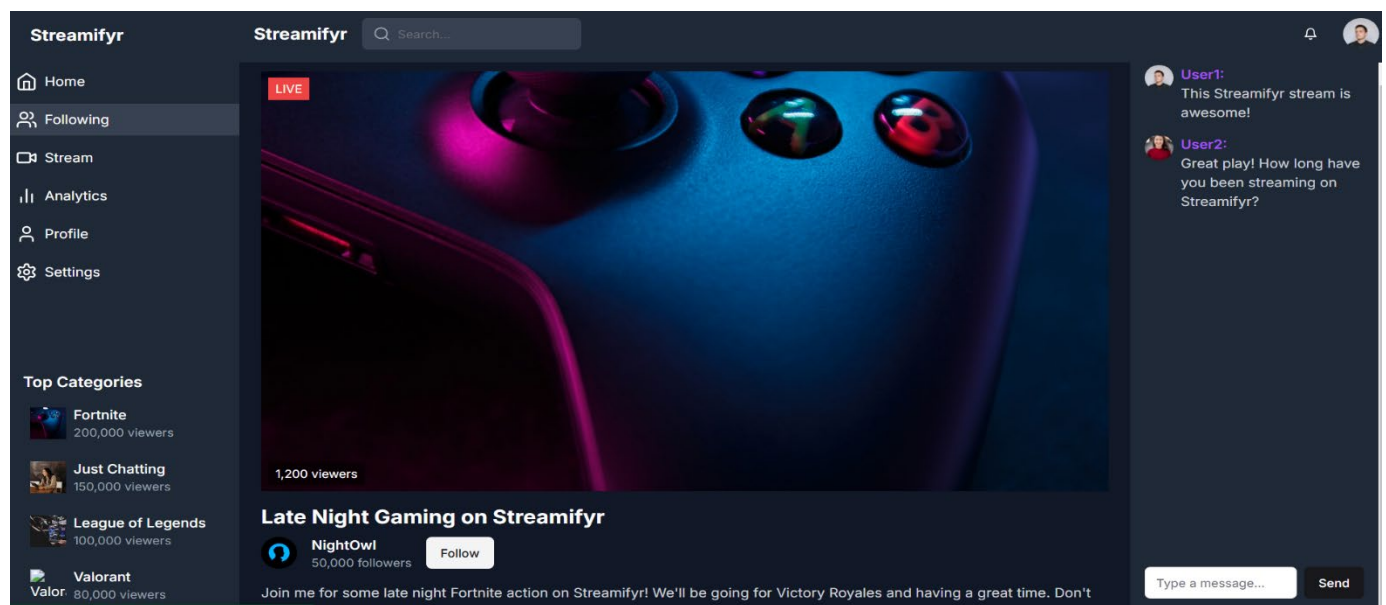 Streamifyr
Home
Following
Stream
Analytics
Profile
Settings
Top Categories
Fortnite
200,000 viewers
Just Chatting
150,000 viewers
League of Legends
100,000 viewers
Valor
Valorant
80,000 viewers
Streamifyr
Search...
LIVE
A B
1,200 viewers
Late Night Gaming on Streamifyr
NightOwl
50,000 followers
Follow
Join me for some late night Fortnite action on Streamifyr! We'll be going for Victory Royales and having a great time. Don't
User1:
This Streamifyr stream is
awesome!
User2:
Great play! How long have
you been streaming on
Streamifyr?
Type a message...
Send